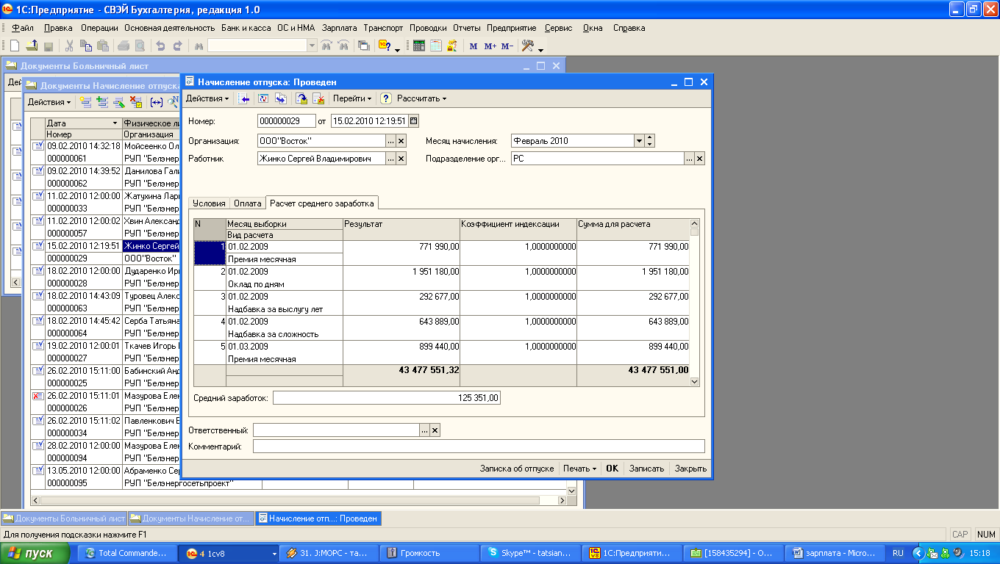 1С:Предприятие - СВЭЙ Бухгалтерия, редакция 1.0
Файл Правка Операции Основная деятельность Банк и касса ОС и НМА Зарплата Транспорт Проводки Отчеты Предприятие Сервис Окна Справка
M M+ M-
Документы Больничный лист
Документы Начисление отпуска
Действия
Дата Физическое ли
Номер Организация
09.02.2010 14:32:18 Мойсеенко Ол
000000061 РУП "Белэнер
09.02.2010 14:39:52 Данилова Гали
000000062 РУП "Белэнер
11.02.2010 12:00:00 Жатухина Лари
000000033 РУП "Белэнер
11.02.2010 12:00:02 Хвин Александ
000000057 РУП "Белэнер
15.02.2010 12:19:51 Жинко Сергей
000000029 ООО"Восток"
18.02.2010 12:00:00 Дударенко Ир
000000028 РУП "Белэнер
18.02.2010 14:43:09 Туровец Алекс
000000063 РУП "Белэнер
18.02.2010 14:45:42 Серба Татьяна
000000064 РУП "Белэнер
19.02.2010 12:00:01 Ткачев Игорь
000000027 РУП "Белэнер
26.02.2010 15:11:00 Бабинский Анд
000000025 РУП "Белэнер
26.02.2010 15:11:01 Мазурова Елен
000000026 РУП "Белэнер
26.02.2010 15:11:02 Павленкович
000000034 РУП "Белэнер
28.02.2010 12:00:00 Мазурова Елен
000000094 РУП "Белэнер
13.05.2010 12:00:00 Абраменко Сер
000000095 РУП "Белэнергосетьпроект"
Начисление отпуска: Проведен
Действия Перейти Рассчитать
Номер: 000000029 от 15.02.2010 12:19:51
Организация: ООО"Восток" Месяц начисления: Февраль 2010
Работник Жинко Сергей Владимирович Подразделение орг... РС
Условия Оплата Расчет среднего заработка
N Месяц выборки Результат Коэффициент индексации Сумма для расчета
Вид расчета
1 01.02.2009 771 990,00 1,0000000000 771 990,00
Премия месячная
2 01.02.2009 1 951 180,00 1,0000000000 1 951 180,00
Оклад по дням
3 01.02.2009 292 677,00 1,0000000000 292 677,00
Надбавка за выслугу лет
4 01.02.2009 643 889,00 1,0000000000 643 889,00
Надбавка за сложность
5 01.03.2009 899 440,00 1,0000000000 899 440,00
Премия месячная
43 477 551,32 43 477 551,00
Средний заработок: 125 351,00
Ответственный:
Комментарий:
Записка об отпуске Печать OK Записать Закрыть
Документы Больничный лист Документы Начисление от... Начисление отп...: Проведен
Для получения подсказки нажмите F1 CAP NUM
пуск Total Commande... 4 1cv8 31. J:\МОРС - та... Громкость Skype™ - tatsian... 1С:Предприяти... [158435294] - О... зарплата - Micro... RU 15:18